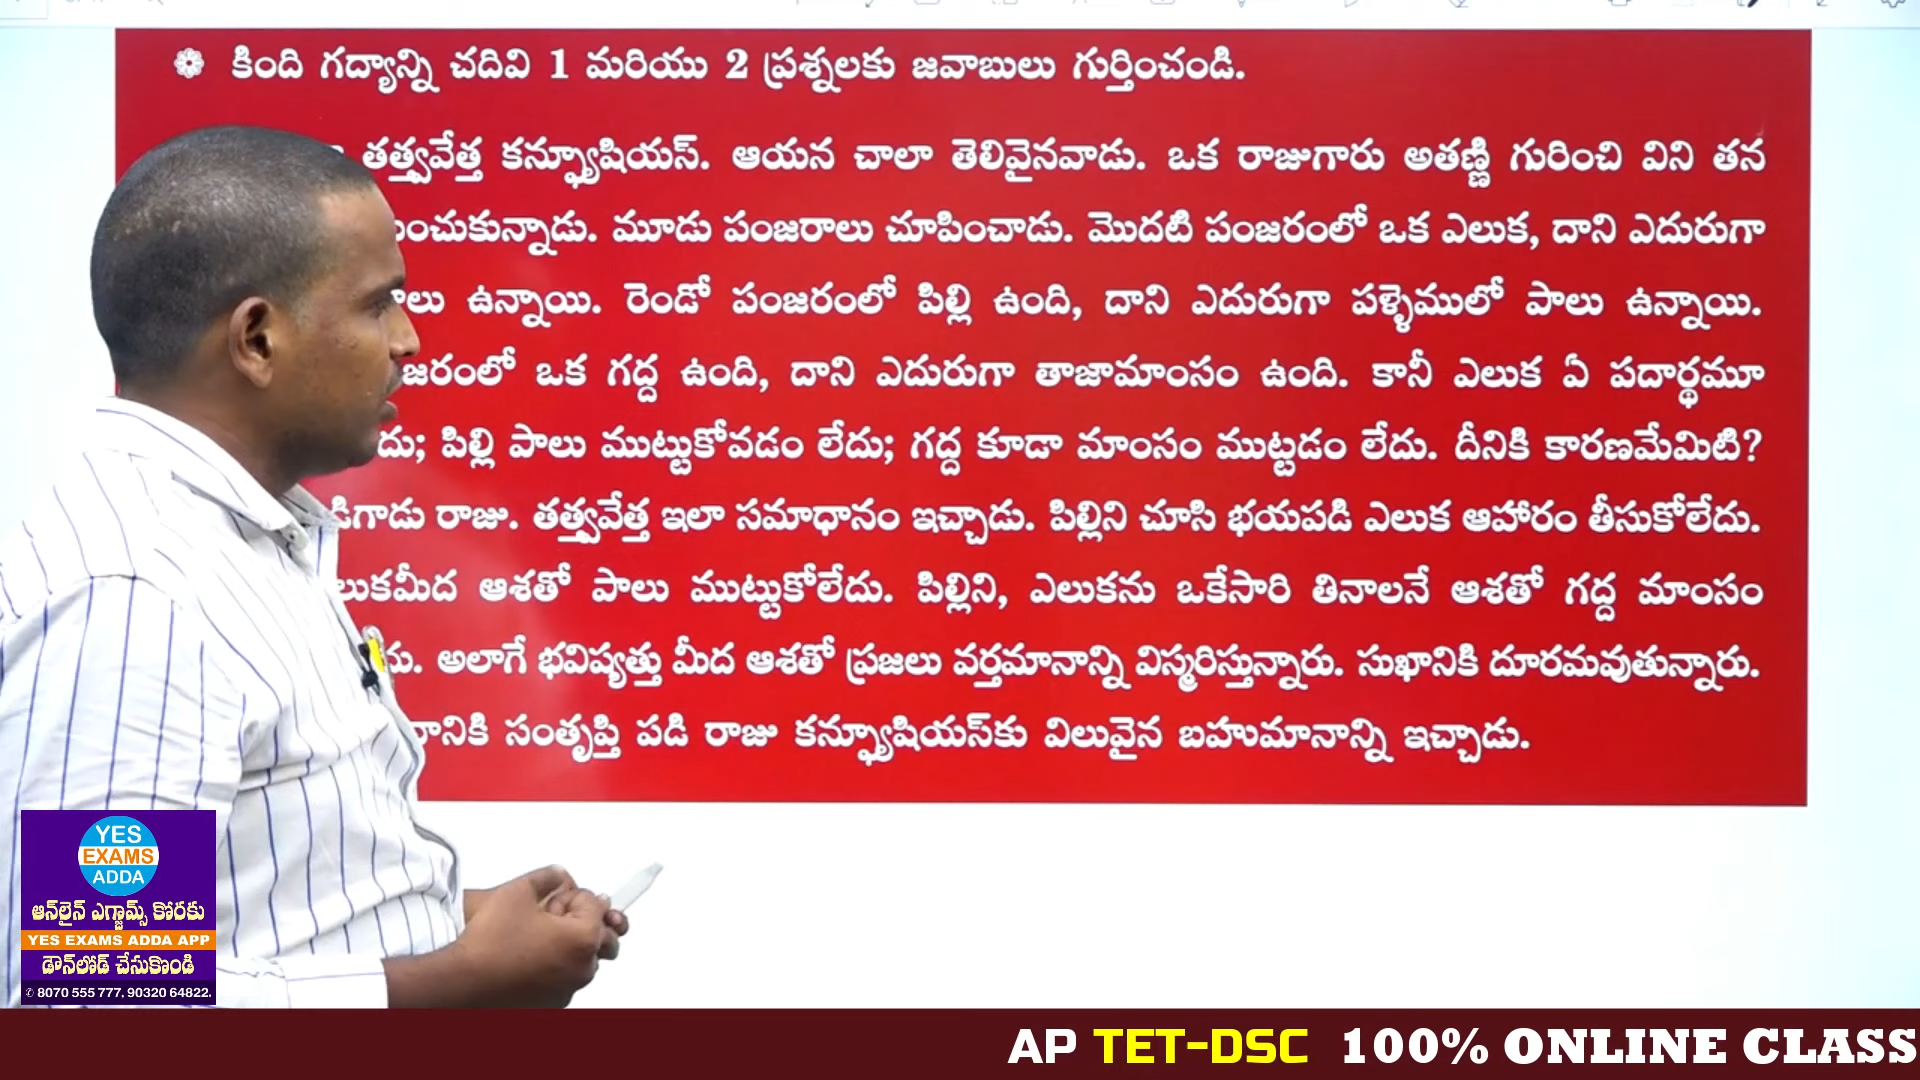 కింది గద్యాన్ని చదివి 1 మరియు 2 ప్రశ్నలకు జవాబులు గుర్తించండి.
తత్త్వవేత్త కన్ఫ్యూషియస్. ఆయన చాలా తెలివైనవాడు. ఒక రాజుగారు అతణ్ణి గురించి విని తన
మూడు పంజరాలు చూపించాడు. మొదటి పంజరంలో ఒక ఎలుక, దాని ఎదురుగా
ఉన్నాయి. రెండో పంజరంలో పిల్లి ఉంది, దాని ఎదురుగా పళ్ళెములో పాలు ఉన్నాయి.
ఒక గద్ద ఉంది, దాని ఎదురుగా తాజామాంసం ఉంది. కానీ ఎలుక ఏ పదార్థమూ
పిల్లి పాలు ముట్టుకోవడం లేదు; గద్ద కూడా మాంసం ముట్టడం లేదు. దీనికి కారణమేమిటి?
రాజు. తత్త్వవేత్త ఇలా సమాధానం ఇచ్చాడు. పిల్లిని చూసి భయపడి ఎలుక ఆహారం తీసుకోలేదు.
ఆశతో పాలు ముట్టుకోలేదు. పిల్లిని, ఎలుకను ఒకేసారి తినాలనే ఆశతో గద్ద మాంసం
అలాగే భవిష్యత్తు మీద ఆశతో ప్రజలు వర్తమానాన్ని విస్మరిస్తున్నారు. సుఖానికి దూరమవుతున్నారు.
సంతృప్తి పడి రాజు కన్ఫ్యూషియస్‌కు విలువైన బహుమానాన్ని ఇచ్చాడు.
YES
EXAMS
ADDA
ఆన్‌లైన్ ఎగ్జామ్స్ కోరకు
YES EXAMS ADDA APP
డౌన్‌లోడ్ చేసుకొండి
✆ 8070 555 777, 90320 64822.
AP TET-DSC 100% ONLINE CLASS